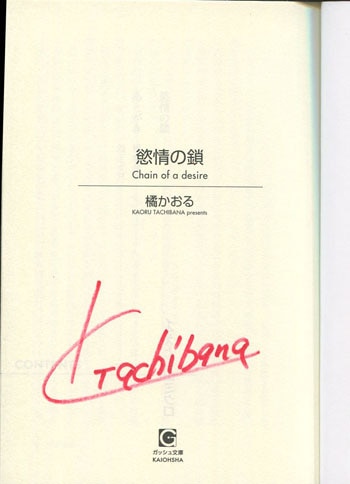 慾情の鎖
Chain of a desire
橘かおる
KAORU TACHIBANA presents
K Tachibana
G
ガッシュ文庫
KAIOHSHA